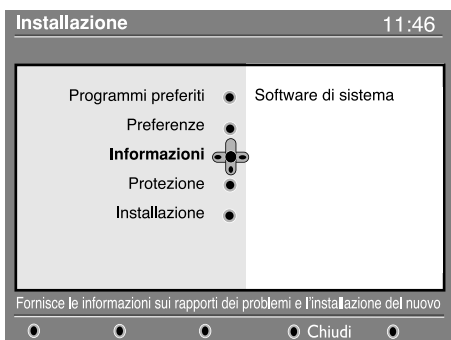 Installazione 11:46
Programmi preferiti Software di sistema
Preferenze
Informazioni
Protezione
Installazione
Fornisce le informazioni sui rapporti dei problemi e l'installazione del nuovo
Chiudi